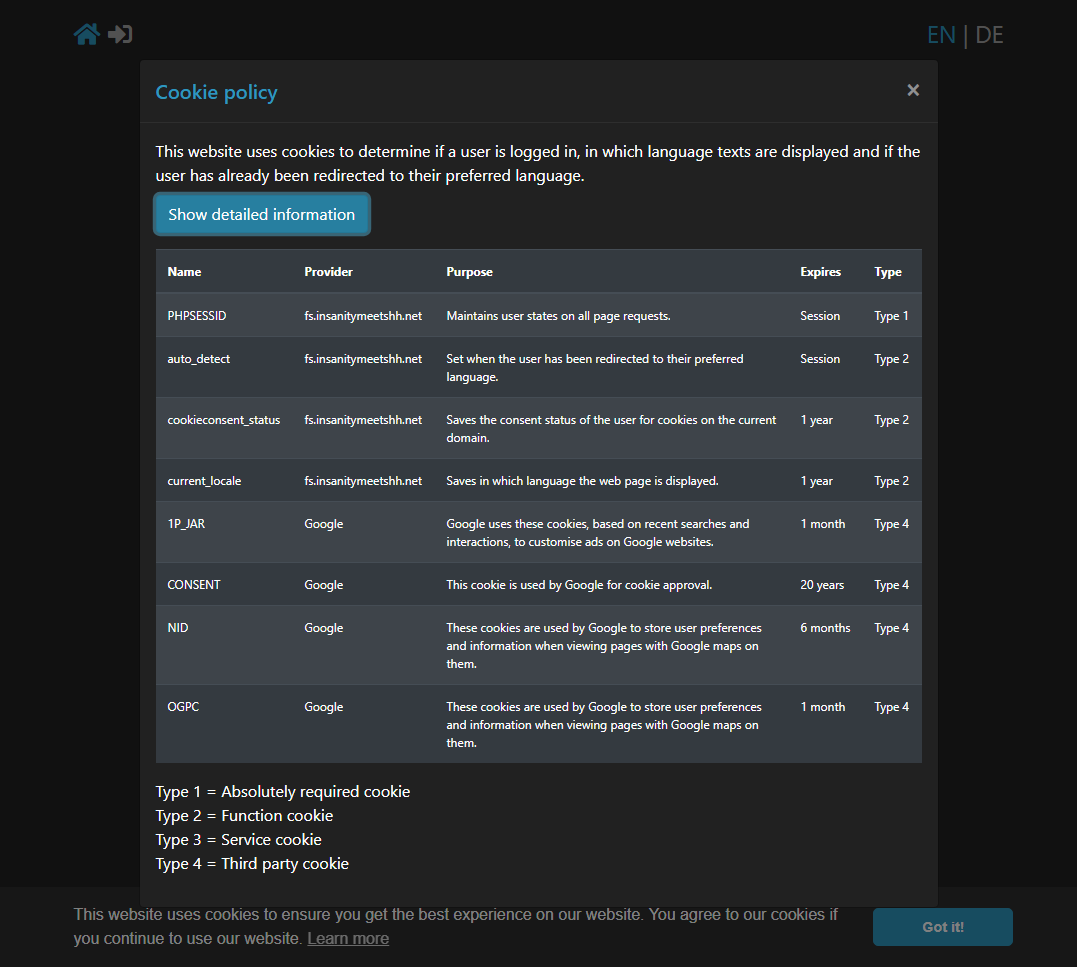 EN | DE
Cookie policy
×
This website uses cookies to determine if a user is logged in, in which language texts are displayed and if the
user has already been redirected to their preferred language.
Show detailed information
Name Provider Purpose Expires Type
PHPSESSID fs.insanitymeetshh.net Maintains user states on all page requests. Session Type 1
auto_detect fs.insanitymeetshh.net Set when the user has been redirected to their preferred Session Type 2
language.
cookieconsent_status fs.insanitymeetshh.net Saves the consent status of the user for cookies on the current 1 year Type 2
domain.
current_locale fs.insanitymeetshh.net Saves in which language the web page is displayed. 1 year Type 2
1P_JAR Google Google uses these cookies, based on recent searches and 1 month Type 4
interactions, to customise ads on Google websites.
CONSENT Google This cookie is used by Google for cookie approval. 20 years Type 4
NID Google These cookies are used by Google to store user preferences 6 months Type 4
and information when viewing pages with Google maps on
them.
OGPC Google These cookies are used by Google to store user preferences 1 month Type 4
and information when viewing pages with Google maps on
them.
Type 1 = Absolutely required cookie
Type 2 = Function cookie
Type 3 = Service cookie
Type 4 = Third party cookie
This website uses cookies to ensure you get the best experience on our website. You agree to our cookies if
you continue to use our website. Learn more
Got it!